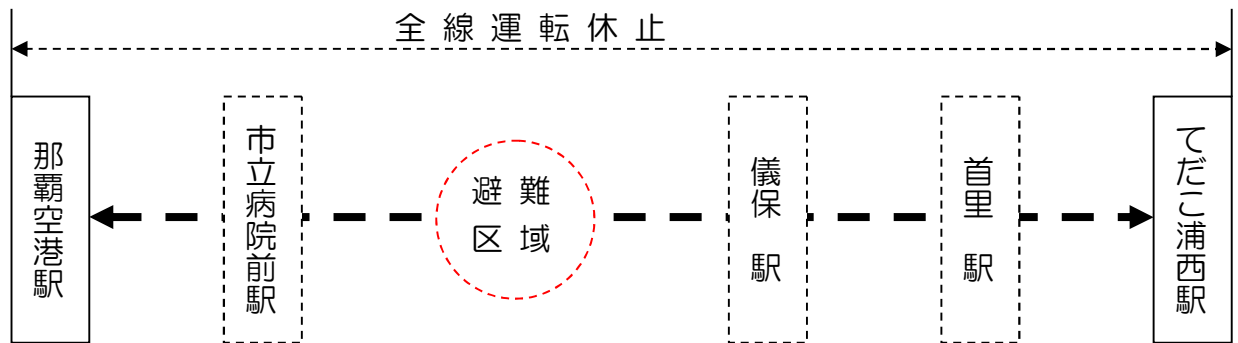 全線運転休止
那覇空港駅
市立病院前駅
避難
区域
儀保駅
首里駅
てだこ浦西駅